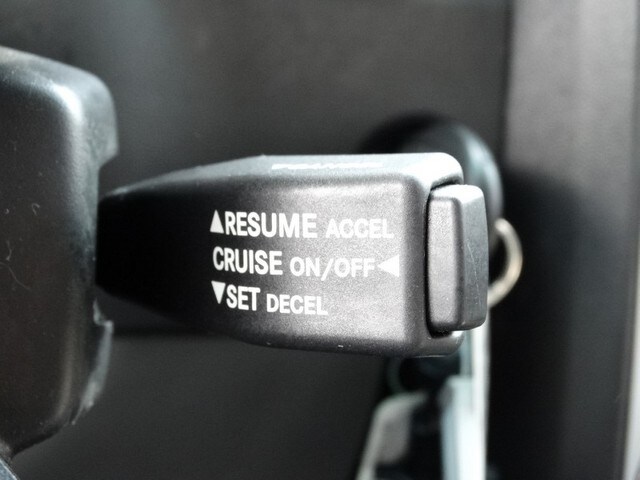 ▲RESUME ACCEL
CRUISE ON/OFF◀
▼SET DECEL